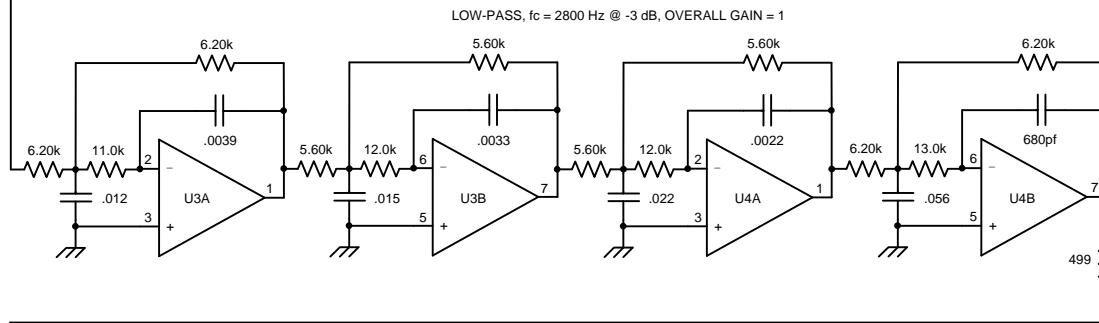 LOW-PASS, fc = 2800 Hz @ -3 dB, OVERALL GAIN = 1
6.20k 5.60k 5.60k 6.20k
.0039 .0033 .0022 680pf
6.20k 11.0k 2 − 5.60k 12.0k 6 − 5.60k 12.0k 2 − 6.20k 13.0k 6 −
.012 U3A 1 .015 U3B 7 .022 U4A 1 .056 U4B 7
3 + 5 + 3 + 5 +
499